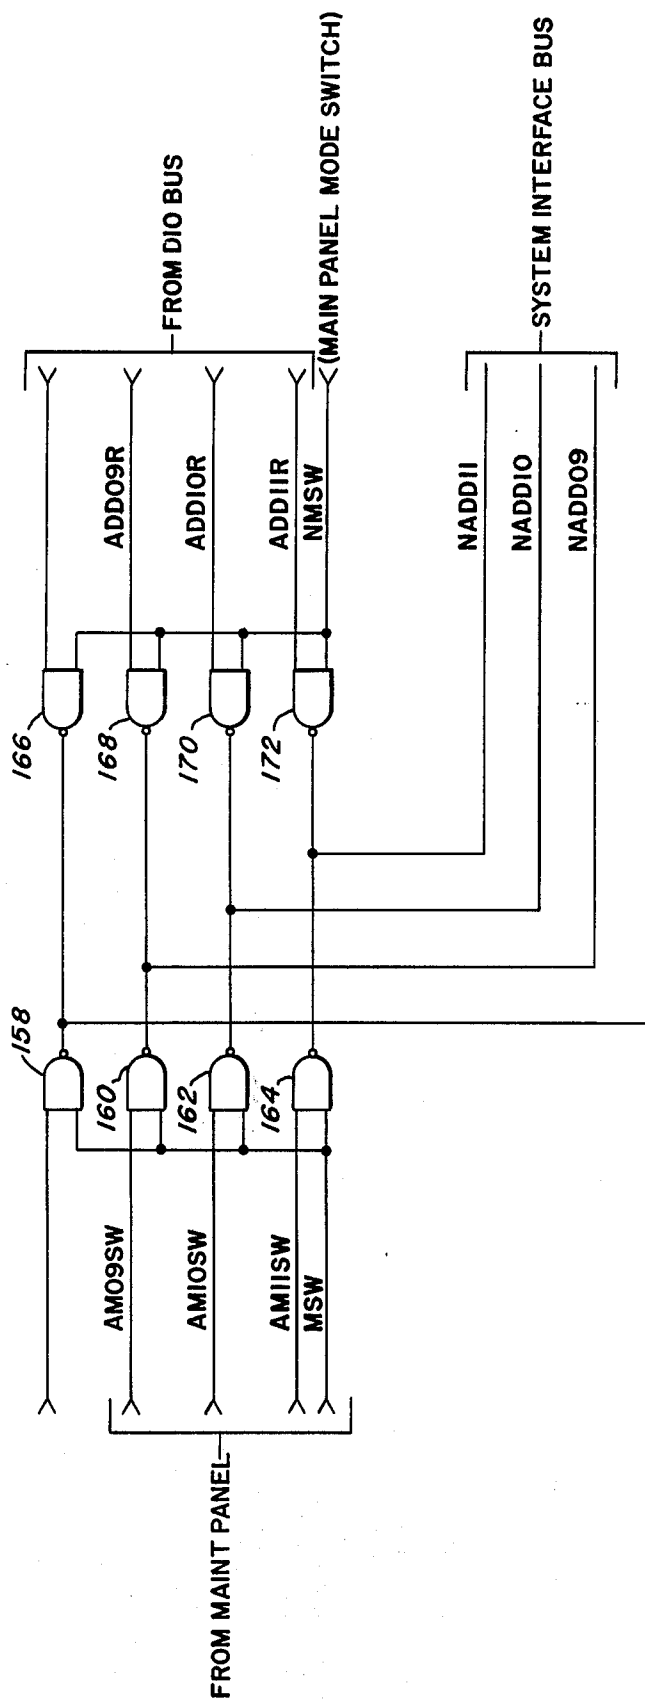 FROM MAINT PANEL
AM09SW
AM10SW
AM11SW
MSW
158
160
162
164
166
168
170
172
ADD09R
ADD10R
ADD11R
NMSW
FROM DIO BUS
(MAIN PANEL MODE SWITCH)
NADD11
NADD10
NADD09
SYSTEM INTERFACE BUS